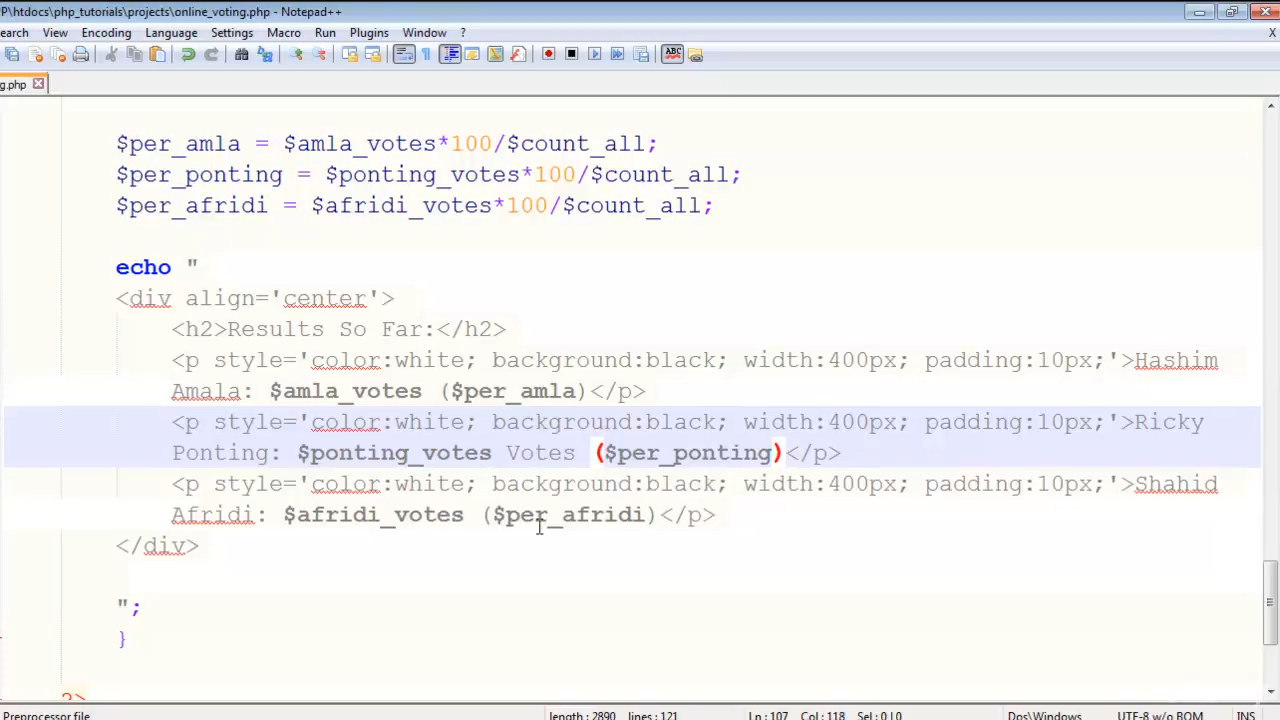 P\htdocs\php_tutorials\projects\online_voting.php - Notepad++
earch View Encoding Language Settings Macro Run Plugins Window ? X
ABC
g.php
$per_amla = $amla_votes*100/$count_all;
$per_ponting = $ponting_votes*100/$count_all;
$per_afridi = $afridi_votes*100/$count_all;
echo "
<div align='center'>
<h2>Results So Far:</h2>
<p style='color:white; background:black; width:400px; padding:10px;'>Hashim
Amala: $amla_votes ($per_amla)</p>
<p style='color:white; background:black; width:400px; padding:10px;'>Ricky
Ponting: $ponting_votes Votes ($per_ponting)</p>
<p style='color:white; background:black; width:400px; padding:10px;'>Shahid
Afridi: $afridi_votes ($per_afridi)</p>
</div>
";
}
?>
Preprocessor file length : 2890 lines : 121 Ln : 107 Col : 118 Sel : 0 | 0 Dos\Windows UTF-8 w/o BOM INS